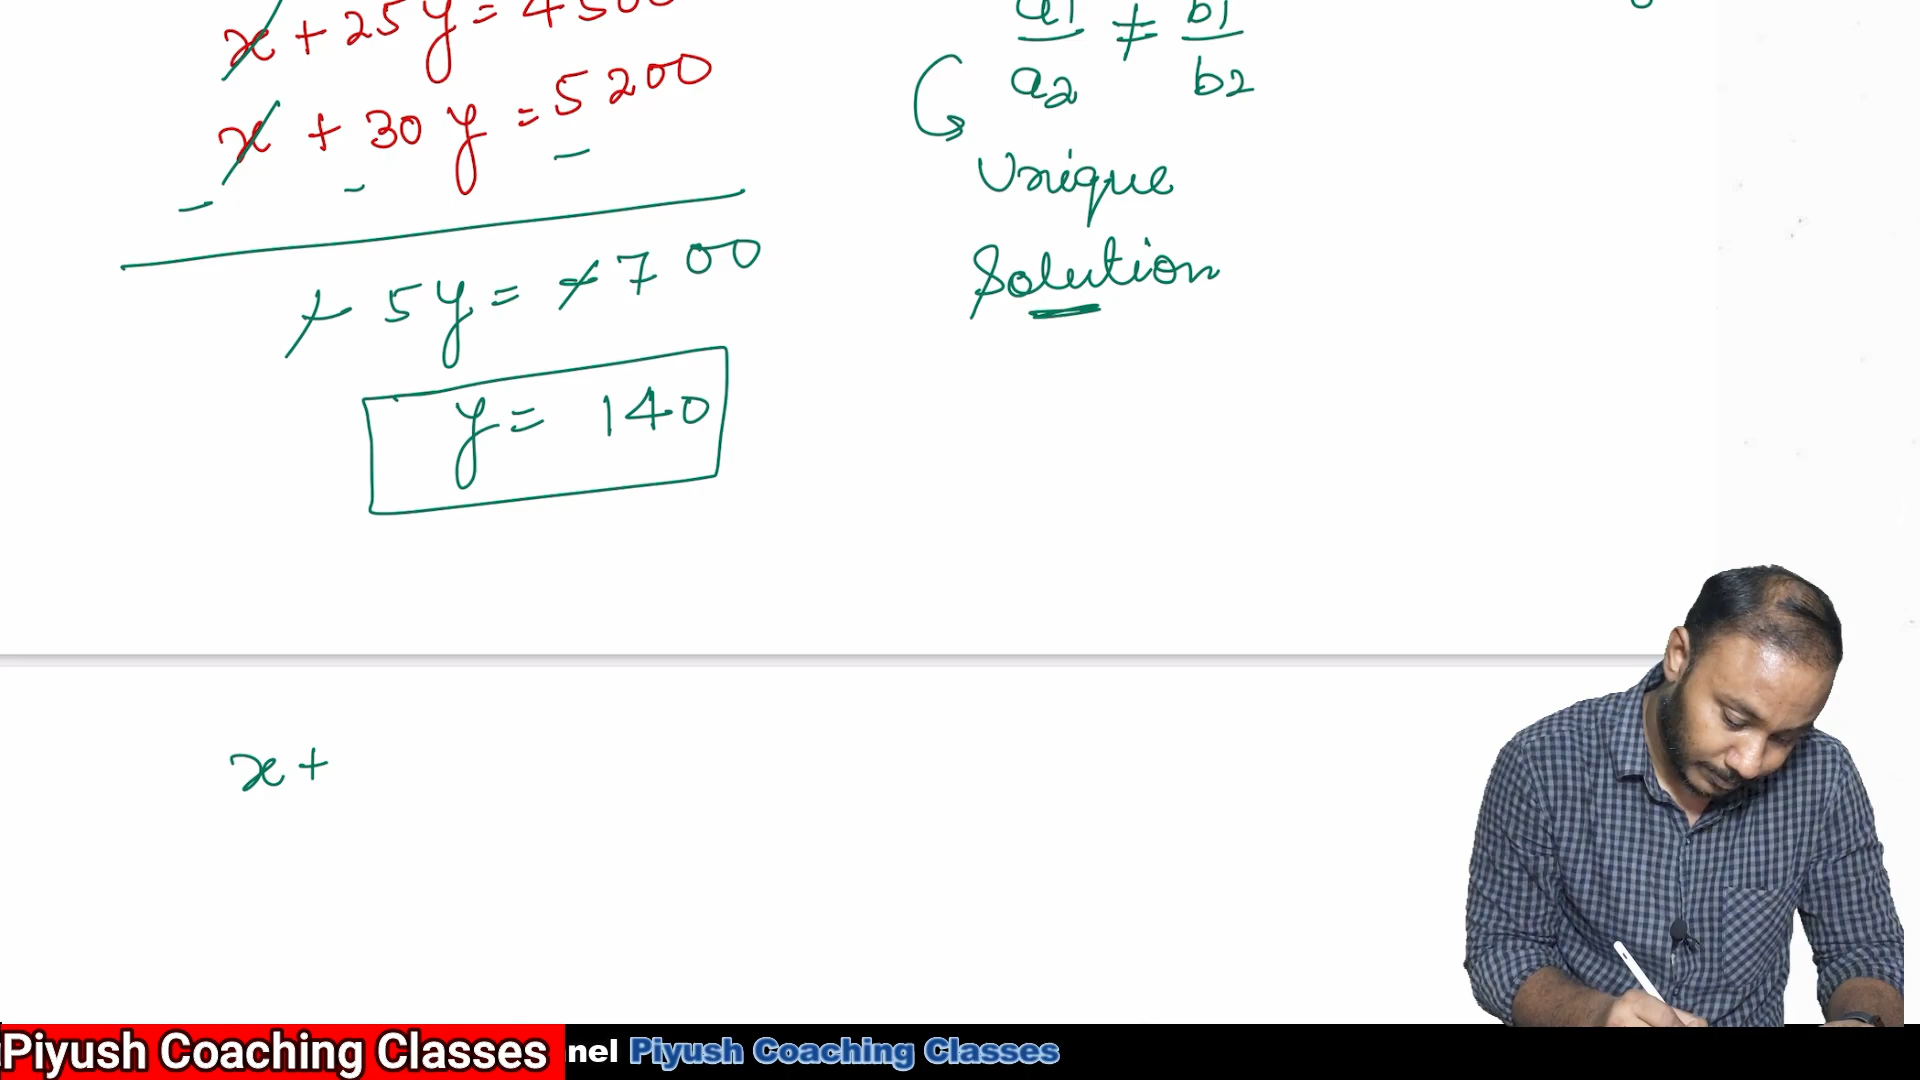 x + 25y = 4500
x + 30y = 5200
- - -
- 5y = -700
y = 140
a1/a2 ≠ b1/b2
Unique
Solution
x +
Piyush Coaching Classes
nel Piyush Coaching Classes